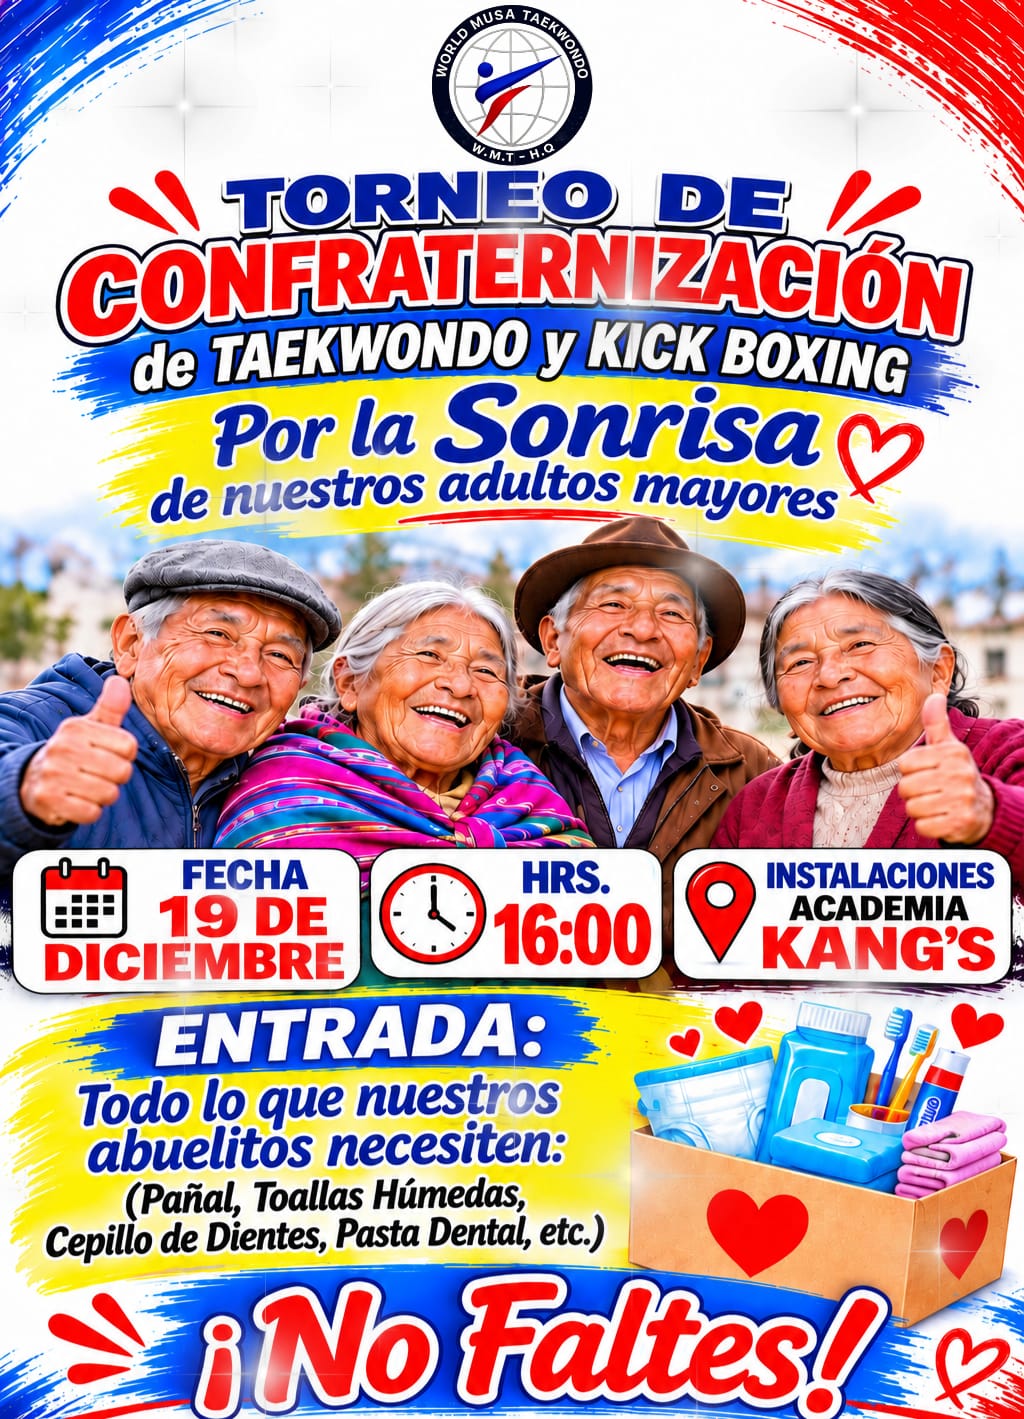 WORLD MUSA TAEKWONDO
W.M.T - H.Q
TORNEO DE
CONFRATERNIZACIÓN
de TAEKWONDO y KICK BOXING
Por la Sonrisa
de nuestros adultos mayores
FECHA
19 DE
DICIEMBRE
HRS.
16:00
INSTALACIONES
ACADEMIA
KANG'S
ENTRADA:
Todo lo que nuestros
abuelitos necesiten:
(Pañal, Toallas Húmedas,
Cepillo de Dientes, Pasta Dental, etc.)
¡No Faltes!